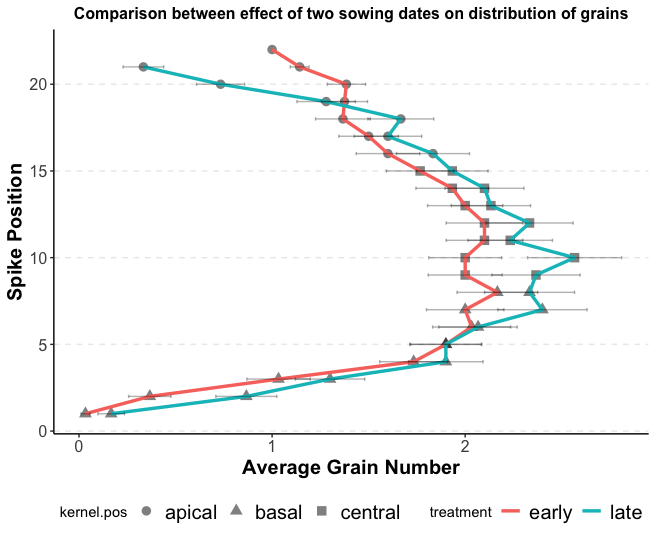 Comparison between effect of two sowing dates on distribution of grains
Spike Position
20
15
10
5
0
0 1 2
Average Grain Number
kernel.pos apical basal central treatment early late